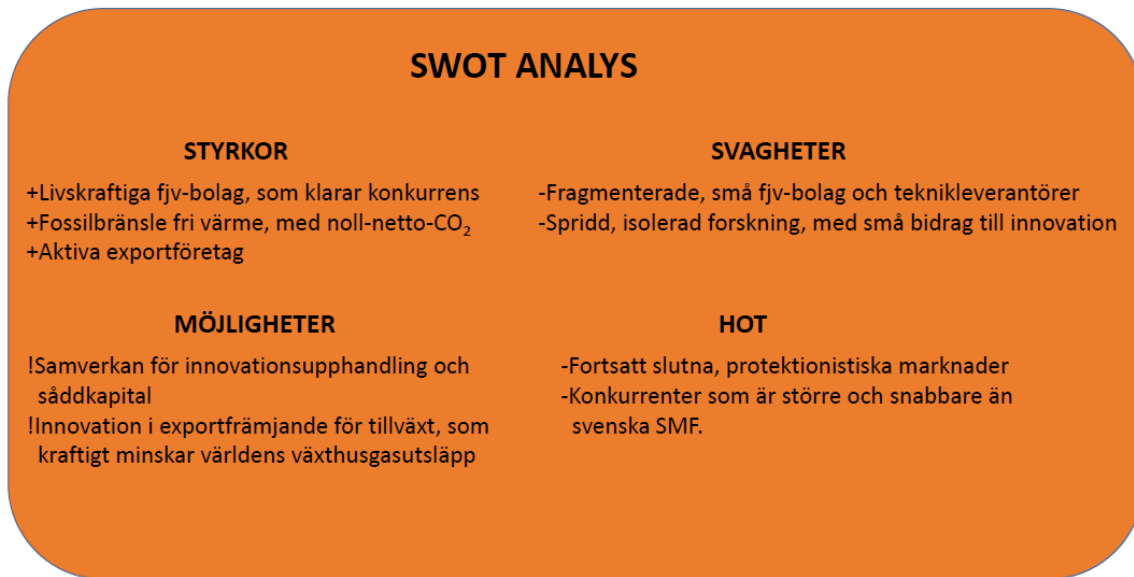 SWOT ANALYS
STYRKOR
+Livskraftiga fjv-bolag, som klarar konkurrens
+Fossilbränsle fri värme, med noll-netto-CO₂
+Aktiva exportföretag
SVAGHETER
-Fragmenterade, små fjv-bolag och teknikleverantörer
-Spridd, isolerad forskning, med små bidrag till innovation
MÖJLIGHETER
!Samverkan för innovationsupphandling och
såddkapital
!Innovation i exportfrämjande för tillväxt, som
kraftigt minskar världens växthusgasutsläpp
HOT
-Fortsatt slutna, protektionistiska marknader
-Konkurrenter som är större och snabbare än
svenska SMF.